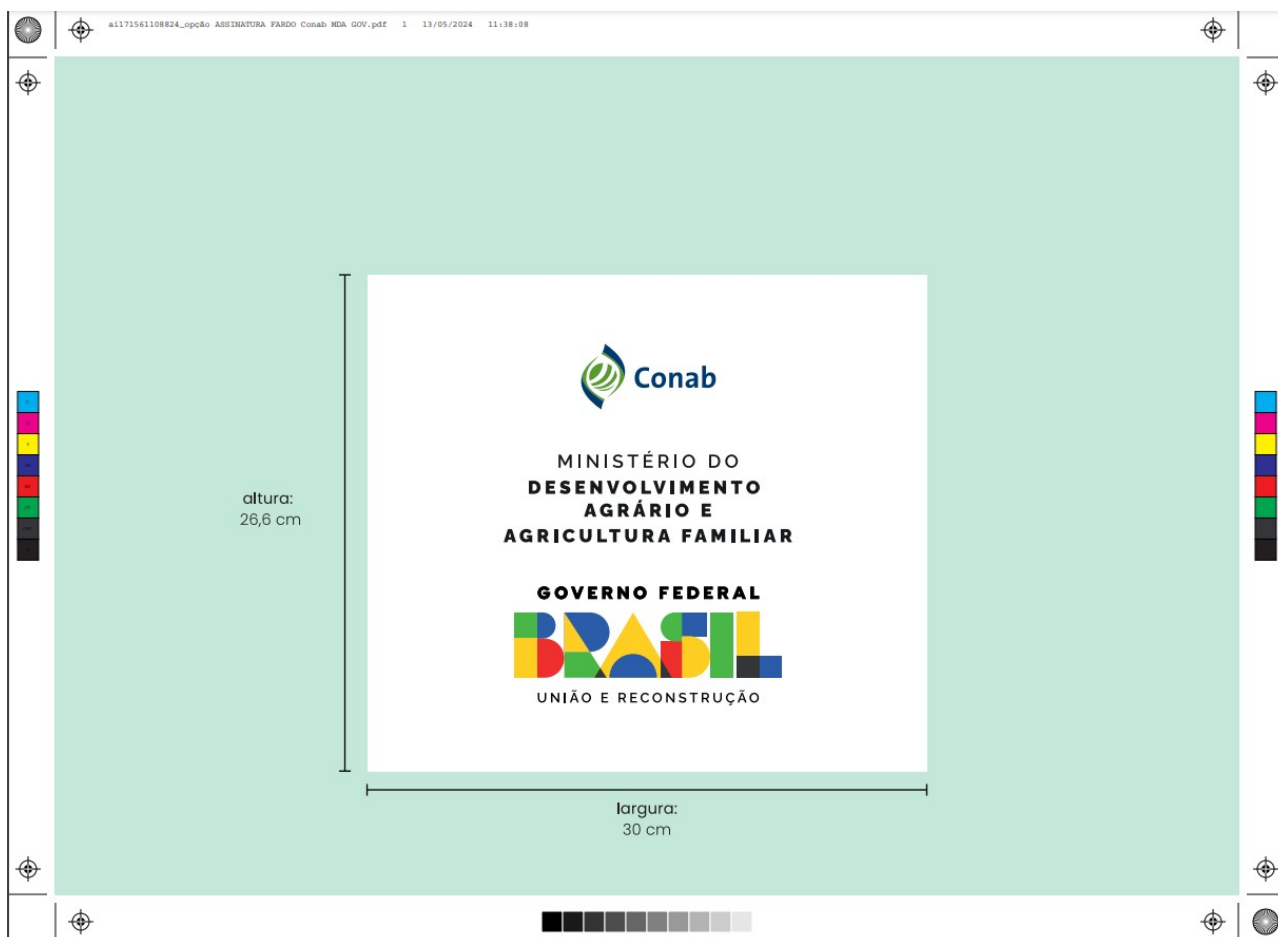 ai171561108824_opção ASSINATURA FARDO Conab MDA GOV.pdf 1 13/05/2024 11:38:08
Conab
MINISTÉRIO DO
DESENVOLVIMENTO
AGRÁRIO E
AGRICULTURA FAMILIAR
GOVERNO FEDERAL
BRASIL
UNIÃO E RECONSTRUÇÃO
altura:
26,6 cm
largura:
30 cm